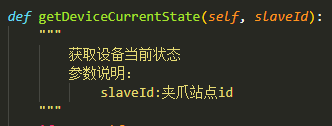 def getDeviceCurrentState(self, slaveId):
"""
获取设备当前状态
参数说明:
slaveId:夹爪站点id
"""